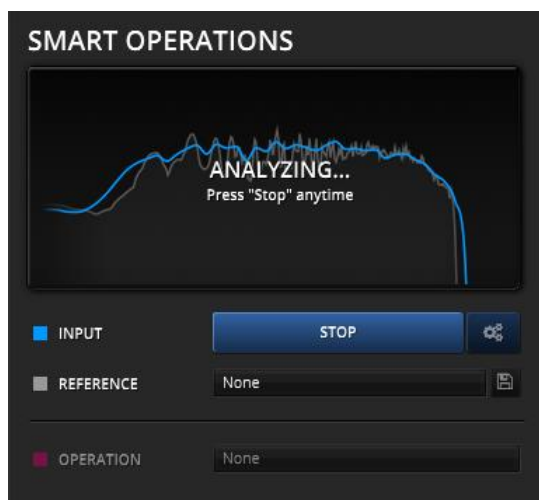 SMART OPERATIONS
ANALYZING...
Press "Stop" anytime
INPUT STOP
REFERENCE None
OPERATION None